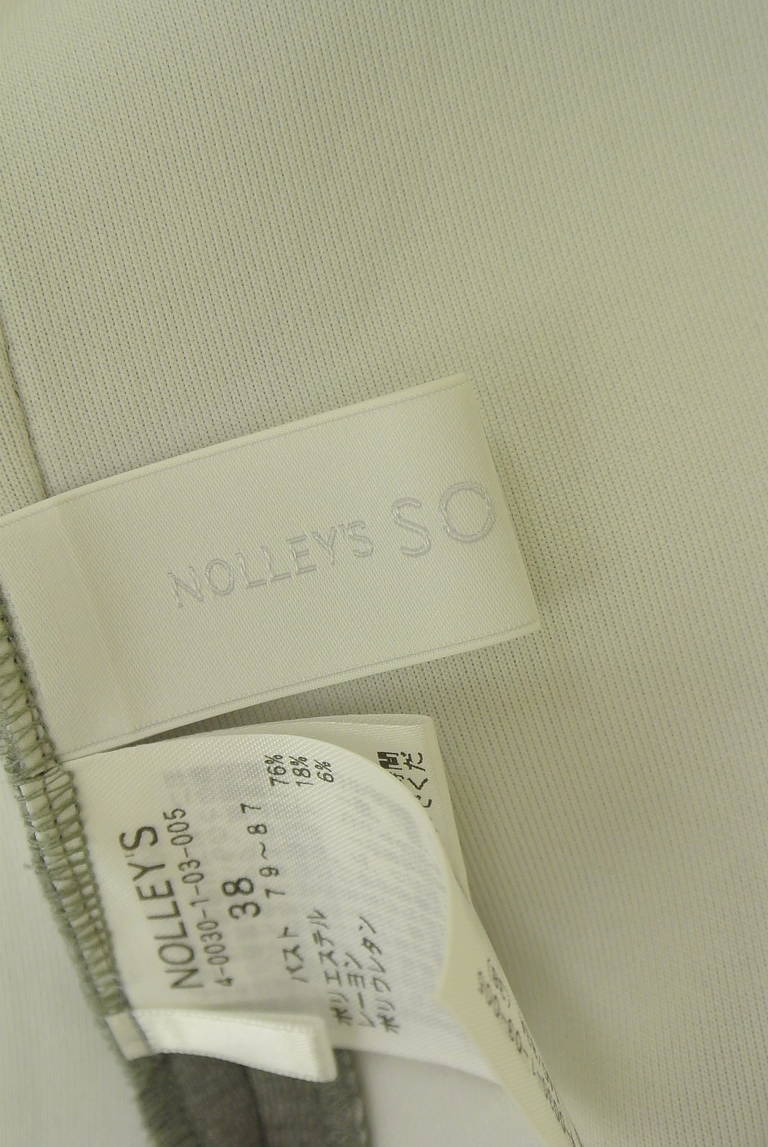 NOLLEY'S SO
NOLLEY'S
4-0030-1-03-005
38
バスト 79~87
ポリエステル 76%
レーヨン 18%
ポリウレタン 6%